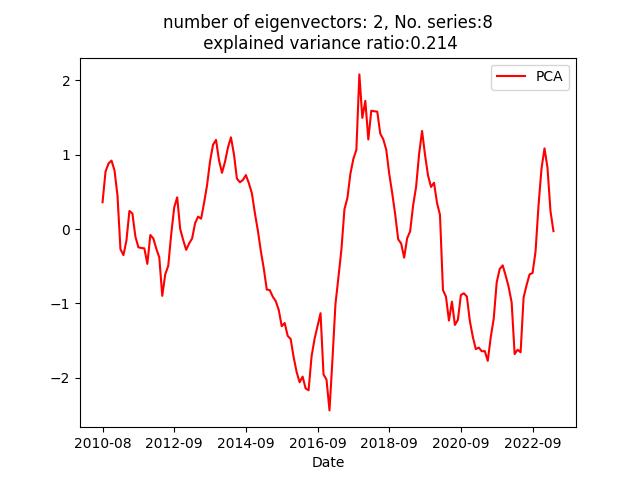 number of eigenvectors: 2, No. series:8
explained variance ratio:0.214
PCA
2
1
0
−1
−2
2010-08 2012-09 2014-09 2016-09 2018-09 2020-09 2022-09
Date